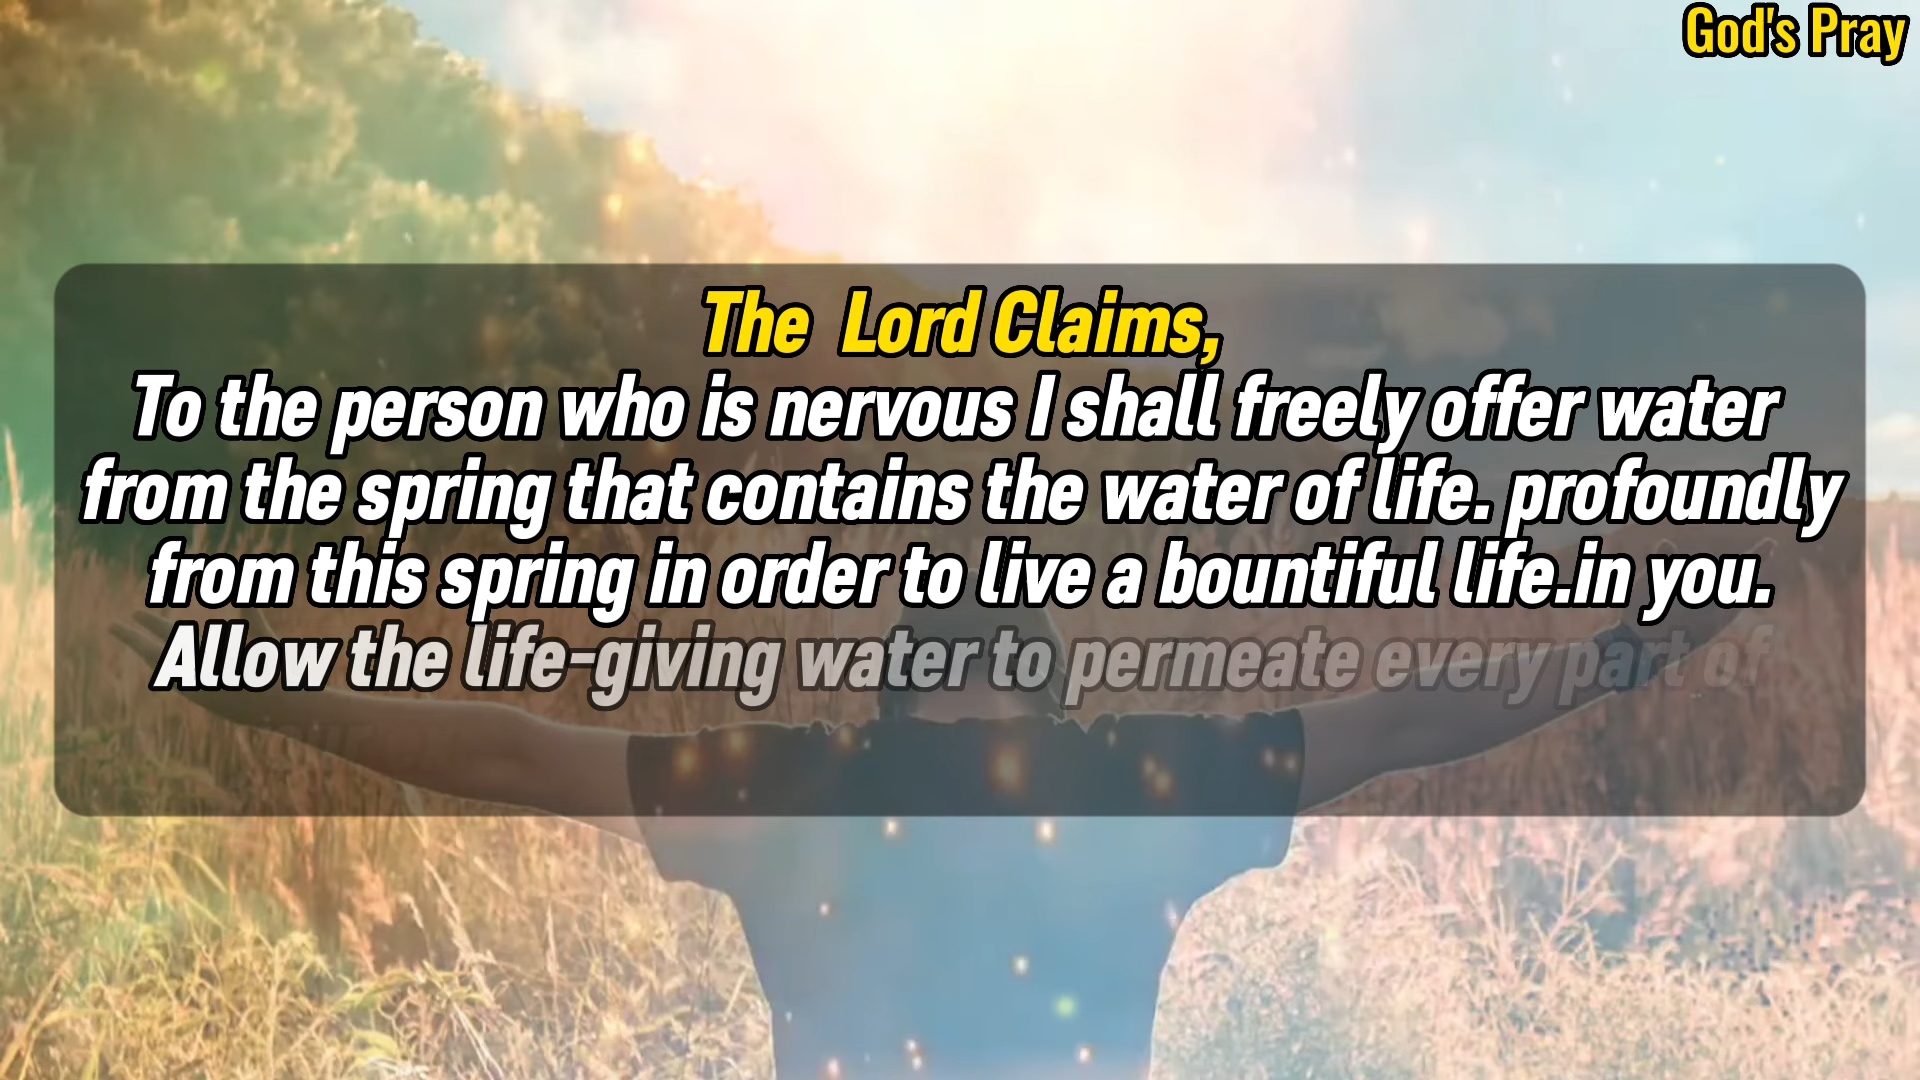 God's Pray
The Lord Claims,
To the person who is nervous I shall freely offer water
from the spring that contains the water of life. profoundly
from this spring in order to live a bountiful life.in you.
Allow the life-giving water to permeate every part of